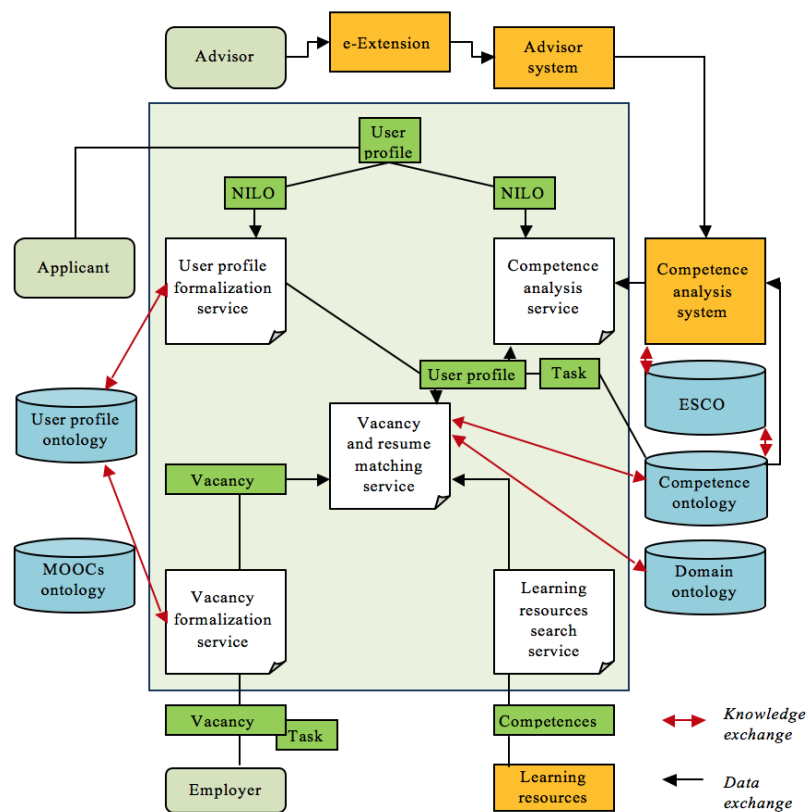 Advisor
e-Extension
Advisor
system
User
profile
NILO
NILO
Applicant
User profile
formalization
service
Competence
analysis
service
Competence
analysis
system
User profile
Task
ESCO
User profile
ontology
Vacancy
and resume
matching
service
Vacancy
Competence
ontology
MOOCs
ontology
Vacancy
formalization
service
Learning
resources
search
service
Domain
ontology
Vacancy
Task
Competences
Knowledge
exchange
Employer
Learning
resources
Data
exchange